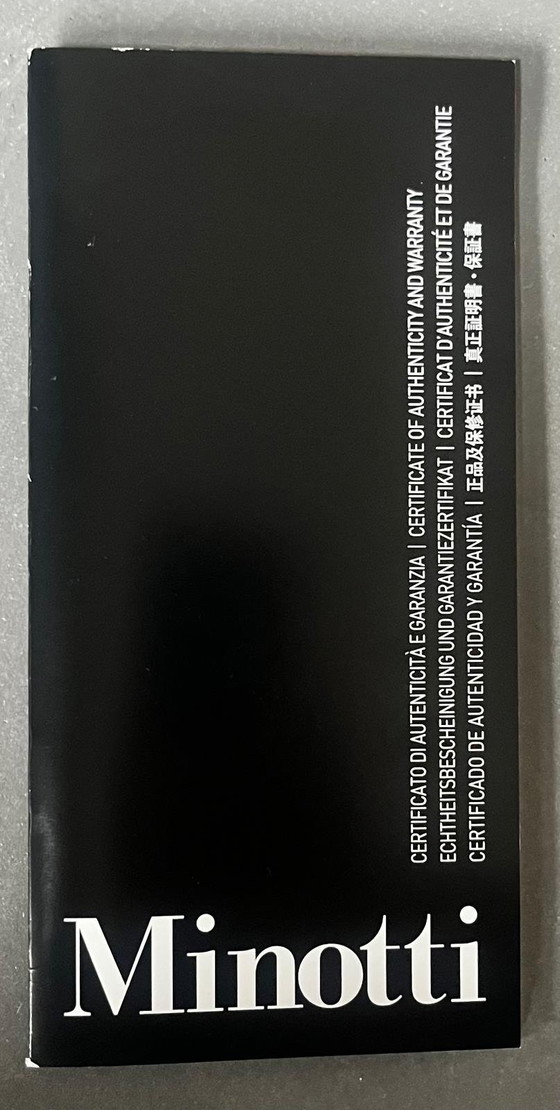 CERTIFICATO DI AUTENTICITÀ E GARANZIA | CERTIFICATE OF AUTHENTICITY AND WARRANTY
ECHTHEITSBESCHEINIGUNG UND GARANTIEZERTIFIKAT | CERTIFICAT D'AUTHENTICITÉ ET DE GARANTIE
CERTIFICADO DE AUTENTICIDAD Y GARANTÍA | 正品及保修证书 | 真正証明書・保証書
Minotti